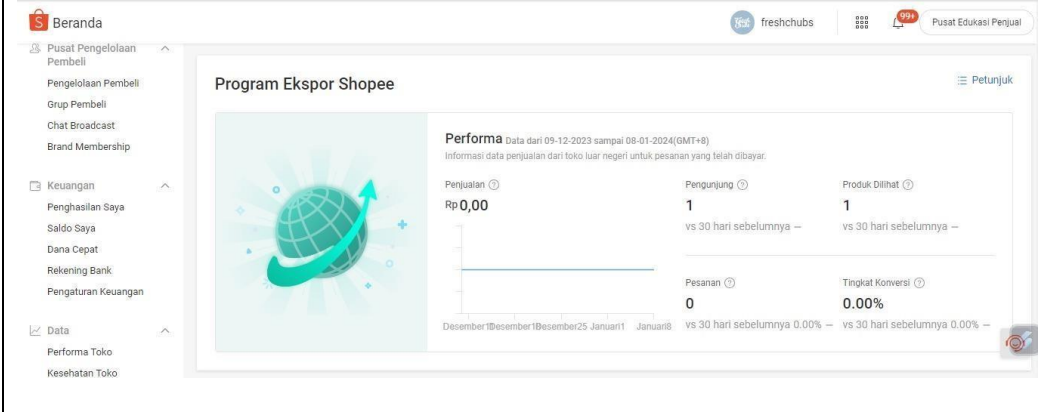 Beranda
freshchubs
99+
Pusat Edukasi Penjual
Pusat Pengelolaan
Pembeli
Pengelolaan Pembeli
Grup Pembeli
Chat Broadcast
Brand Membership
Keuangan
Penghasilan Saya
Saldo Saya
Dana Cepat
Rekening Bank
Pengaturan Keuangan
Data
Performa Toko
Kesehatan Toko
Program Ekspor Shopee
Petunjuk
Performa Data dari 09-12-2023 sampai 08-01-2024(GMT+8)
Informasi data penjualan dari toko luar negeri untuk pesanan yang telah dibayar.
Penjualan
Rp 0,00
Desember18 Desember25 Januari1 Januari8
Pengunjung
1
vs 30 hari sebelumnya –
Produk Dilihat
1
vs 30 hari sebelumnya –
Pesanan
0
vs 30 hari sebelumnya 0.00% –
Tingkat Konversi
0.00%
vs 30 hari sebelumnya 0.00% –